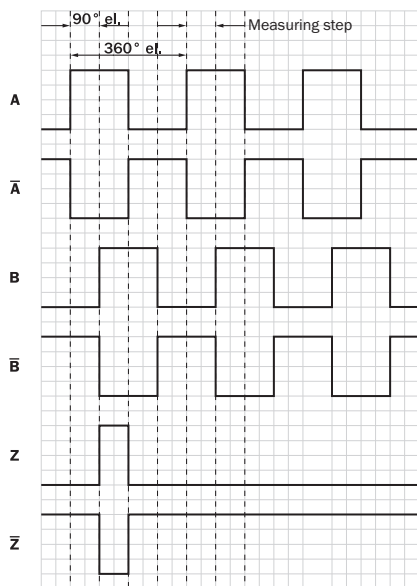 90° el.
Measuring step
360° el.
A
A̅
B
B̅
Z
Z̅